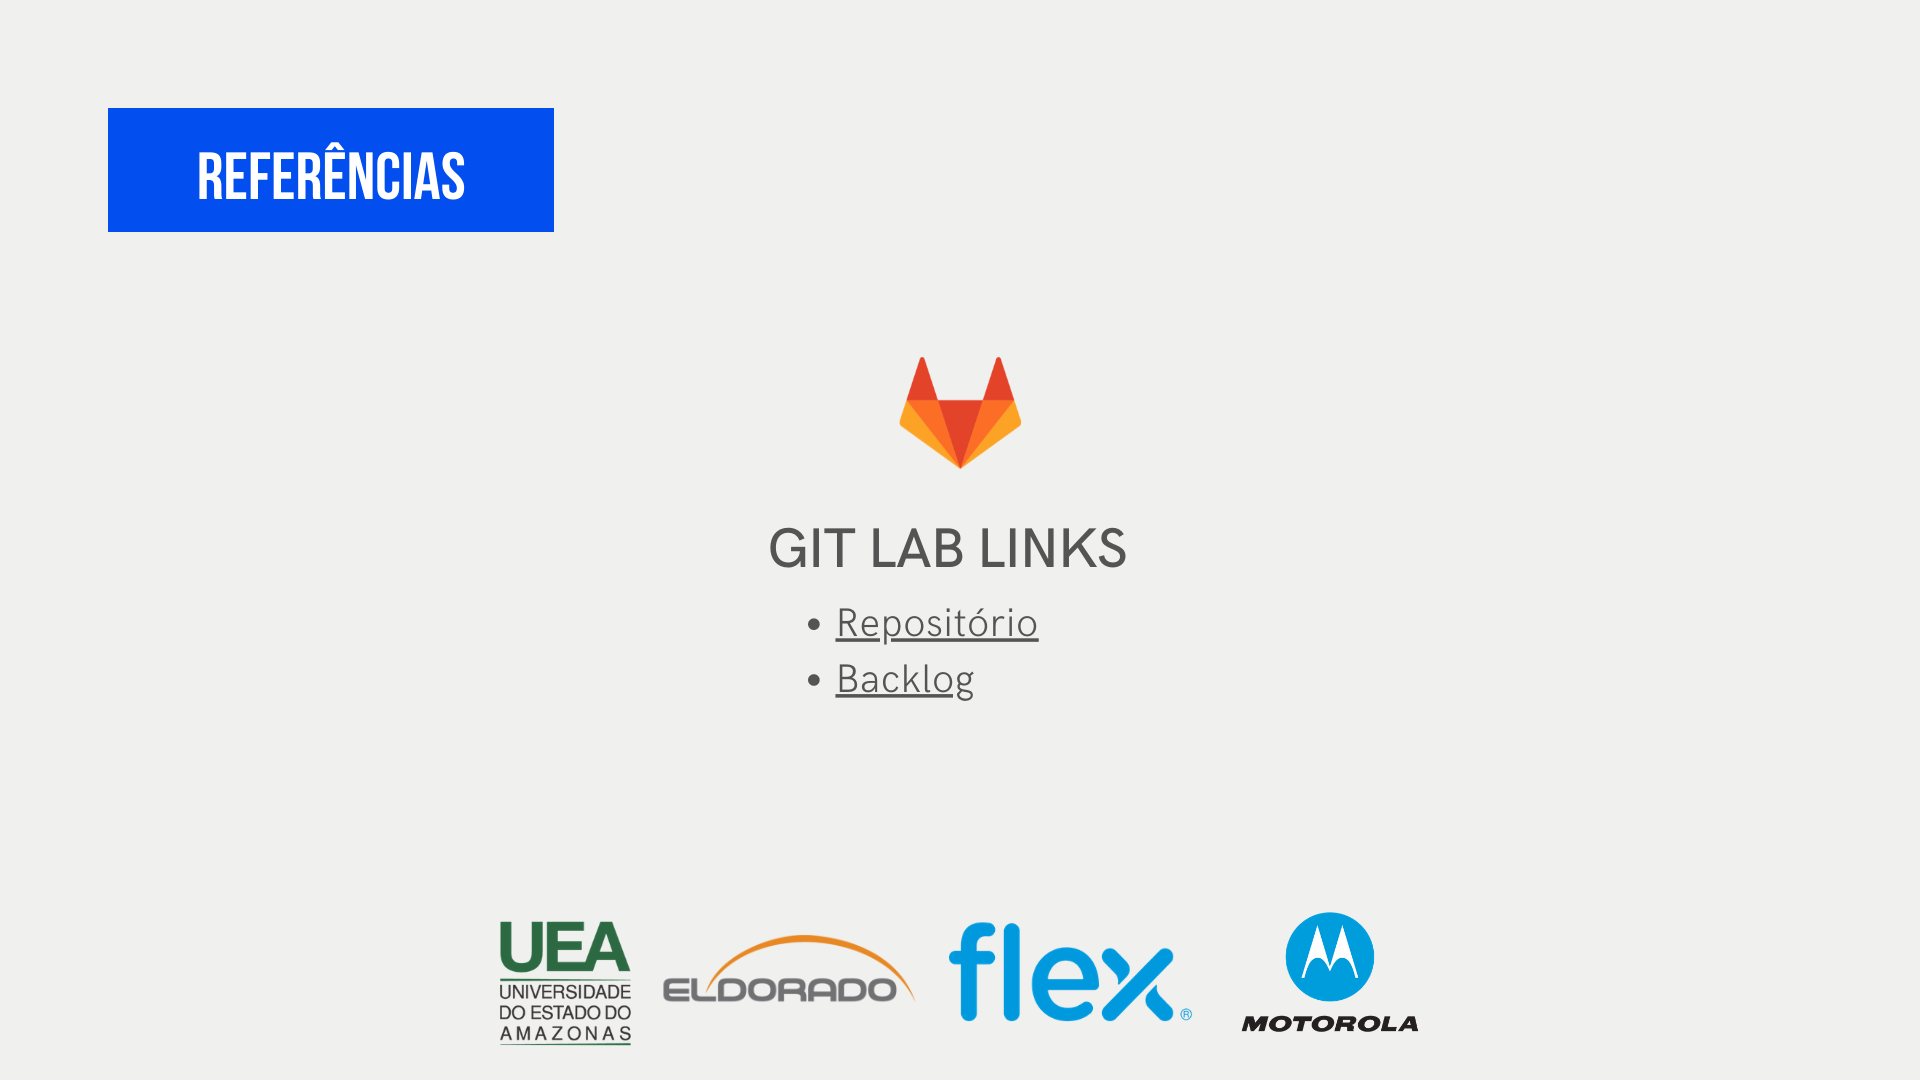 REFERÊNCIAS
GIT LAB LINKS
• Repositório
• Backlog
UEA
UNIVERSIDADE
DO ESTADO DO
AMAZONAS
ELDORADO
flex®
MOTOROLA